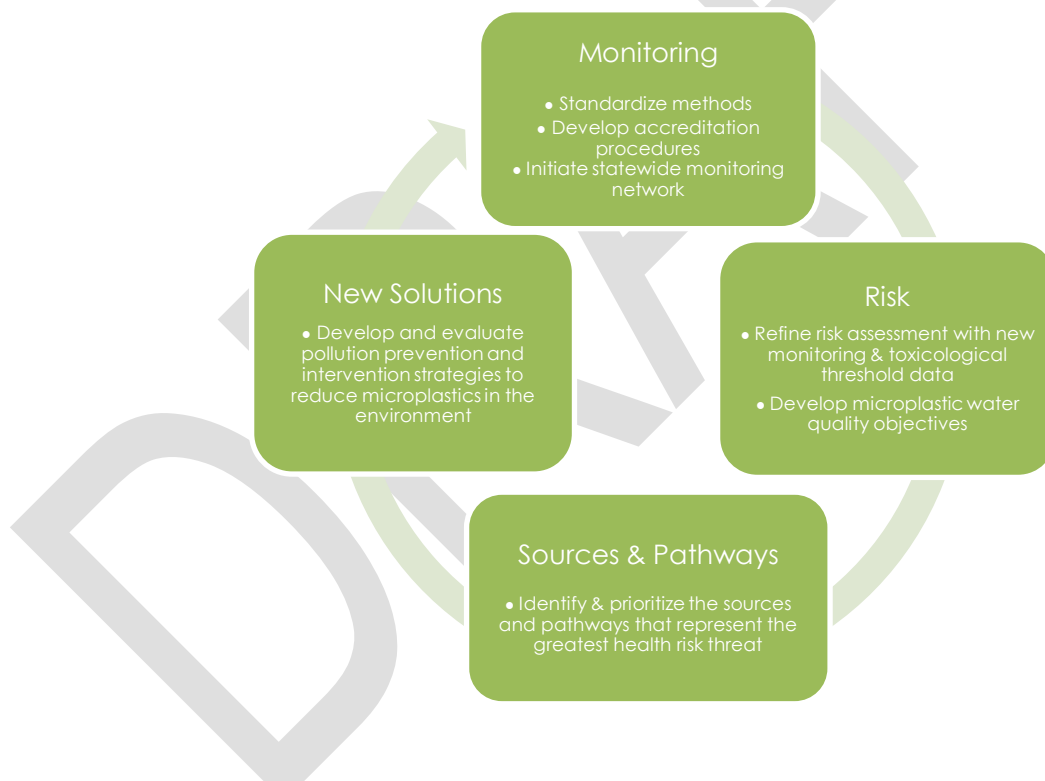 Monitoring
● Standardize methods
● Develop accreditation
procedures
● Initiate statewide monitoring
network
New Solutions
● Develop and evaluate
pollution prevention and
intervention strategies to
reduce microplastics in the
environment
Risk
● Refine risk assessment with new
monitoring & toxicological
threshold data
● Develop microplastic water
quality objectives
Sources & Pathways
● Identify & prioritize the sources
and pathways that represent the
greatest health risk threat
DRAFT